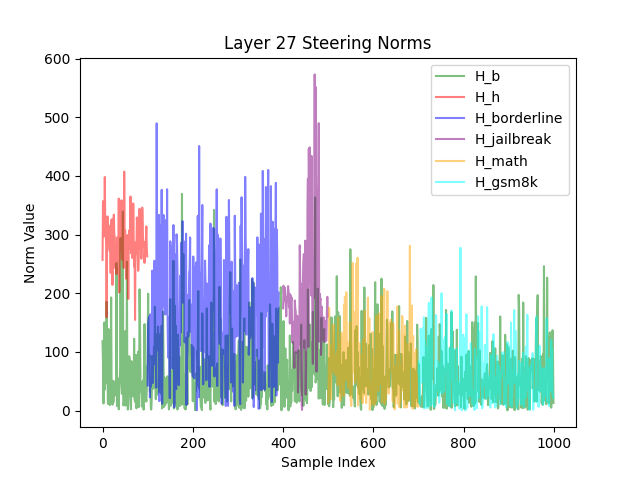 Layer 27 Steering Norms
600
500
400
300
200
100
0
Norm Value
0
200
400
600
800
1000
Sample Index
H_b
H_h
H_borderline
H_jailbreak
H_math
H_gsm8k